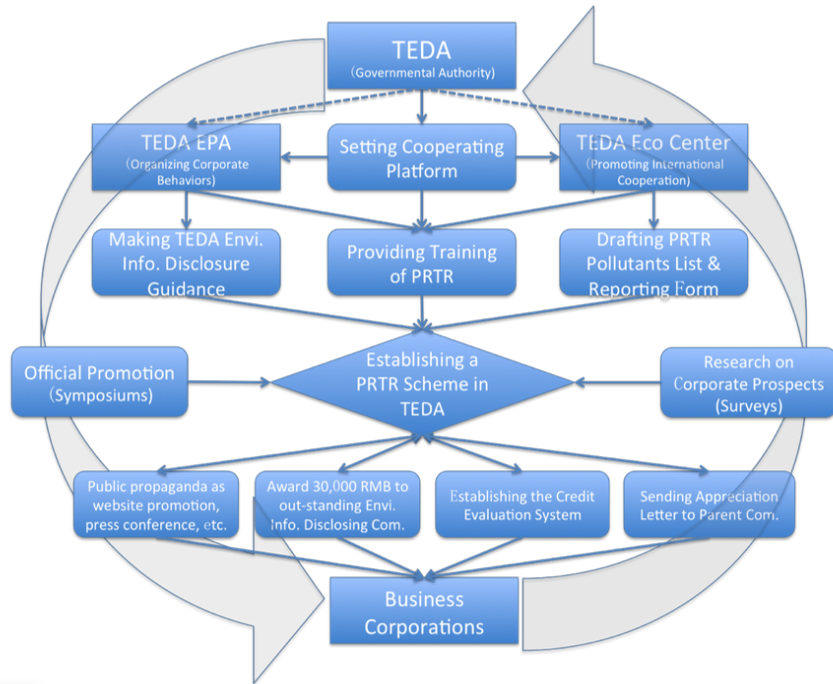 TEDA
(Governmental Authority)
TEDA EPA
(Organizing Corporate
Behaviors)
Setting Cooperating
Platform
TEDA Eco Center
(Promoting International
Cooperation)
Making TEDA Envi.
Info. Disclosure
Guidance
Providing Training
of PRTR
Drafting PRTR
Pollutants List &
Reporting Form
Official Promotion
(Symposiums)
Establishing a
PRTR Scheme in
TEDA
Research on
Corporate Prospects
(Surveys)
Public propaganda as
website promotion,
press conference, etc.
Award 30,000 RMB to
out-standing Envi.
Info. Disclosing Com.
Establishing the Credit
Evaluation System
Sending Appreciation
Letter to Parent Com.
Business
Corporations